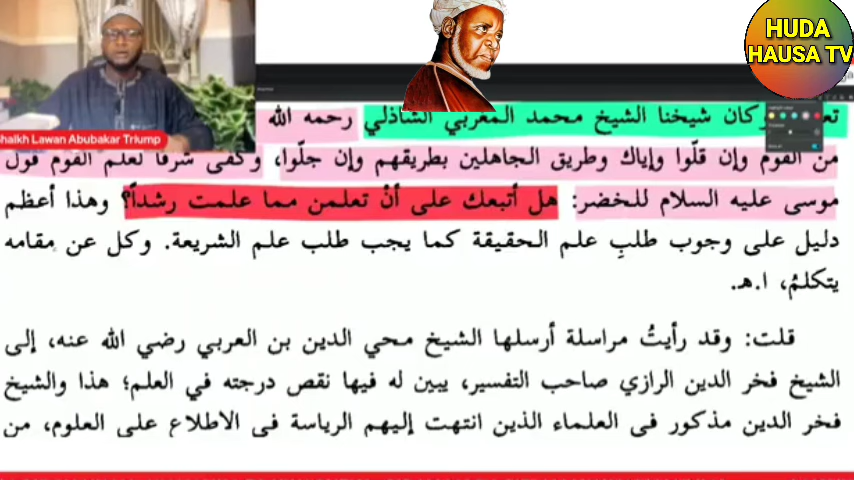 HUDA
HAUSA TV
Shaikh Lawan Abubakar Triump
وكان شيخنا الشيخ محمد المغربي الشاذلي رحمه الله
من القوم وإن قلّوا وإياك وطريق الجاهلين بطريقهم وإن جلّوا، وكفى شرفاً لعلم القوم قول
موسى عليه السلام للخضر: هل أتبعك على أنْ تعلمن مما علمت رشداً؟ وهذا أعظم
دليل على وجوب طلبِ علم الحقيقة كما يجب طلب علم الشريعة. وكل عن مقامه
يتكلمُ، ا.هـ.
قلت: وقد رأيتُ مراسلة أرسلها الشيخ محي الدين بن العربي رضي الله عنه، إلى
الشيخ فخر الدين الرازي صاحب التفسير، يبين له فيها نقص درجته في العلم؛ هذا والشيخ
فخر الدين مذكور في العلماء الذين انتهت إليهم الرياسة في الاطلاع على العلوم، من